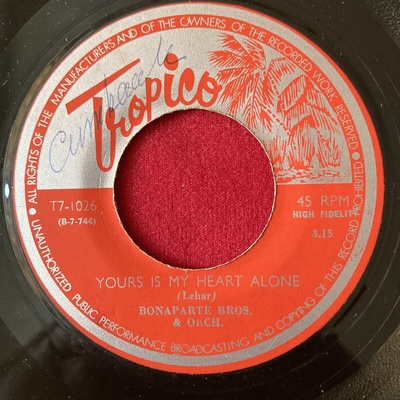 ALL RIGHTS OF THE MANUFACTURERS AND OF THE OWNERS OF THE RECORDED WORK RESERVED •
Tropico
T7-1026
(B-7-744)
45 RPM
HIGH FIDELITY
3.15
YOURS IS MY HEART ALONE
(Lehar)
BONAPARTE BROS.
& ORCH.
• UNAUTHORIZED PUBLIC PERFORMANCE BROADCASTING AND COPYING OF THIS RECORD PROHIBITED •